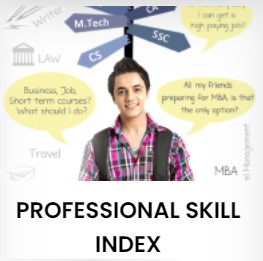 Writer
M.Tech
CA
SSC
CS
LAW
I can get a
high paying job?
Business, Job,
Short term courses?
What should I do?
All my friends
preparing for MBA, is that
the only option?
Travel
MBA
Management
PROFESSIONAL SKILL
INDEX